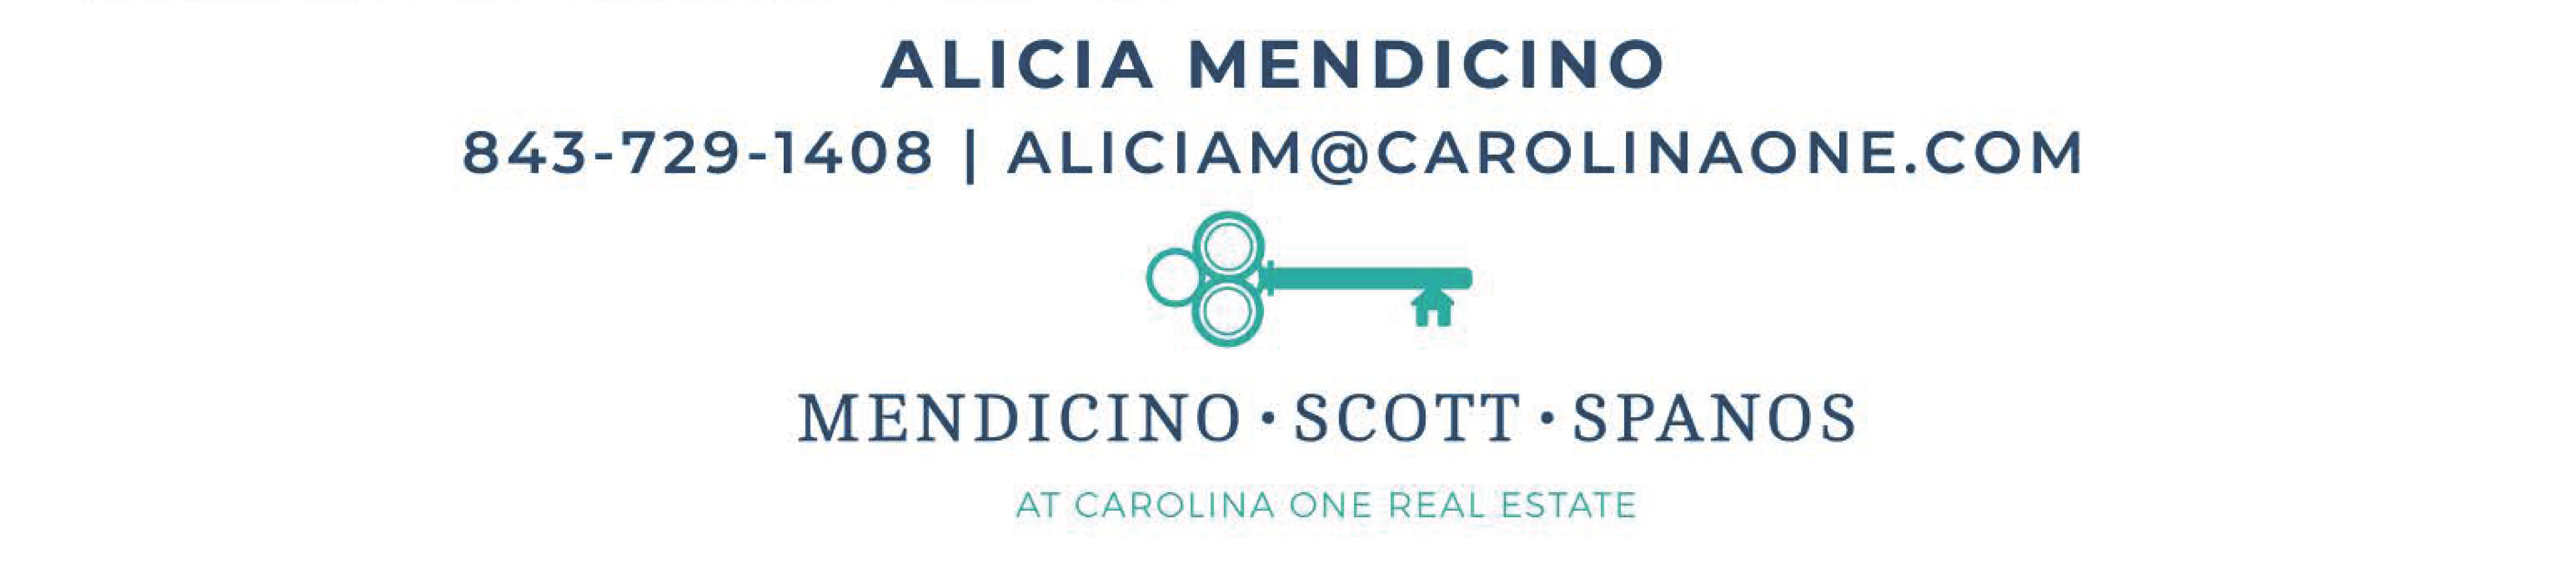 ALICIA MENDICINO
843-729-1408 | ALICIAM@CAROLINAONE.COM
MENDICINO · SCOTT · SPANOS
AT CAROLINA ONE REAL ESTATE